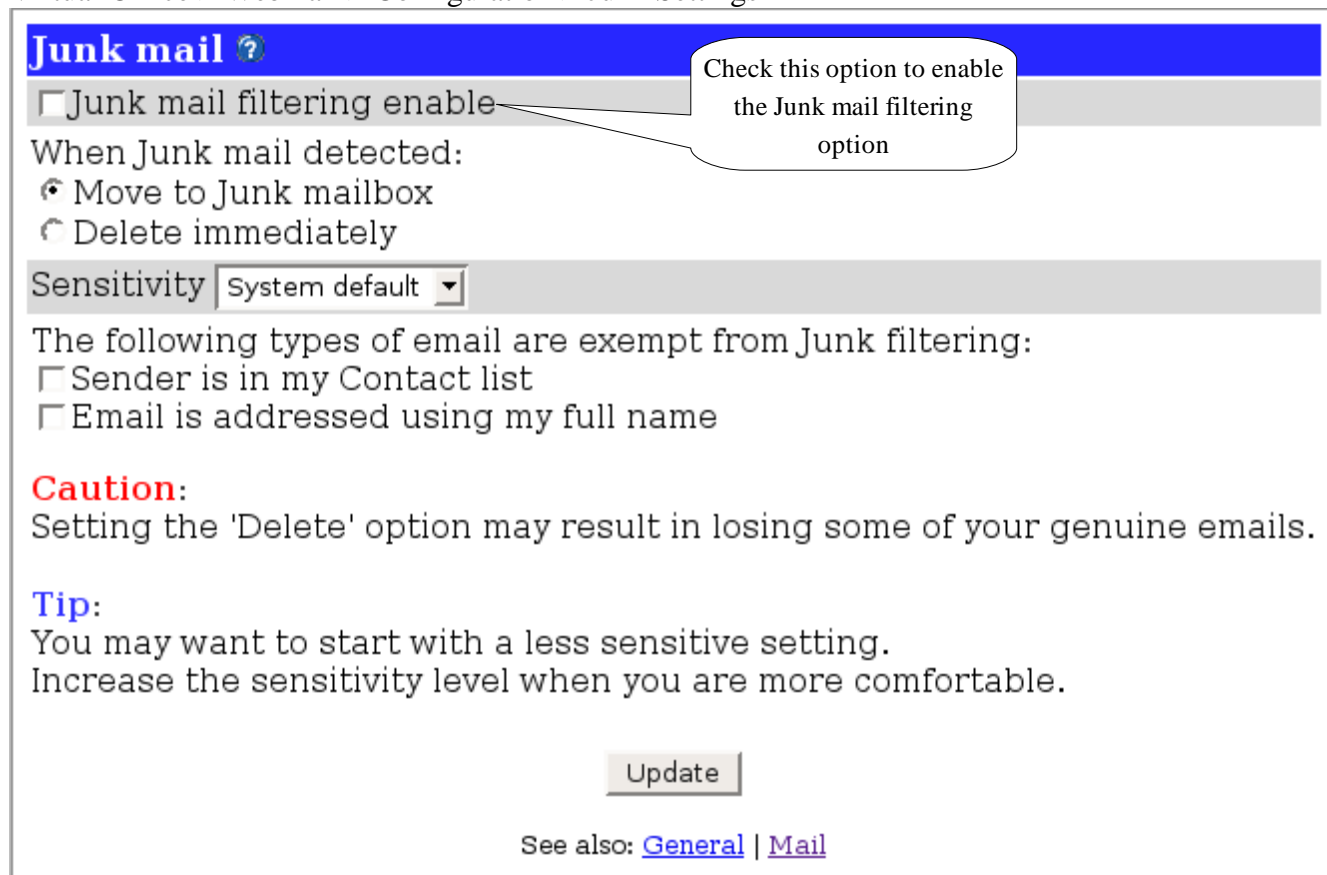 Junk mail
Check this option to enable
the Junk mail filtering
option
Junk mail filtering enable
When Junk mail detected:
Move to Junk mailbox
Delete immediately
Sensitivity System default
The following types of email are exempt from Junk filtering:
Sender is in my Contact list
Email is addressed using my full name
Caution:
Setting the 'Delete' option may result in losing some of your genuine emails.
Tip:
You may want to start with a less sensitive setting.
Increase the sensitivity level when you are more comfortable.
Update
See also: General | Mail